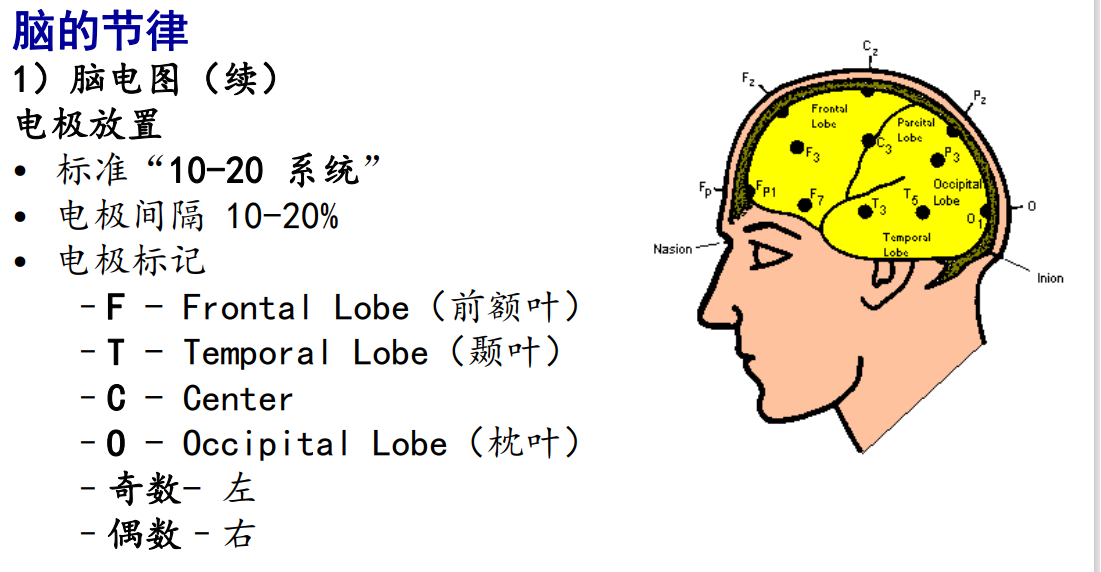 脑的节律
1）脑电图（续）
电极放置
• 标准“10-20 系统”
• 电极间隔 10-20%
• 电极标记
- F - Frontal Lobe（前额叶）
- T - Temporal Lobe（颞叶）
- C - Center
- O - Occipital Lobe（枕叶）
- 奇数- 左
- 偶数 - 右
Cz
Fz
Pz
Frontal
Lobe
Pareital
Lobe
C3
F3
P3
Fp
FP1
F7
T3
T5
Occipital
Lobe
O1
O
Temporal
Lobe
Nasion
Inion